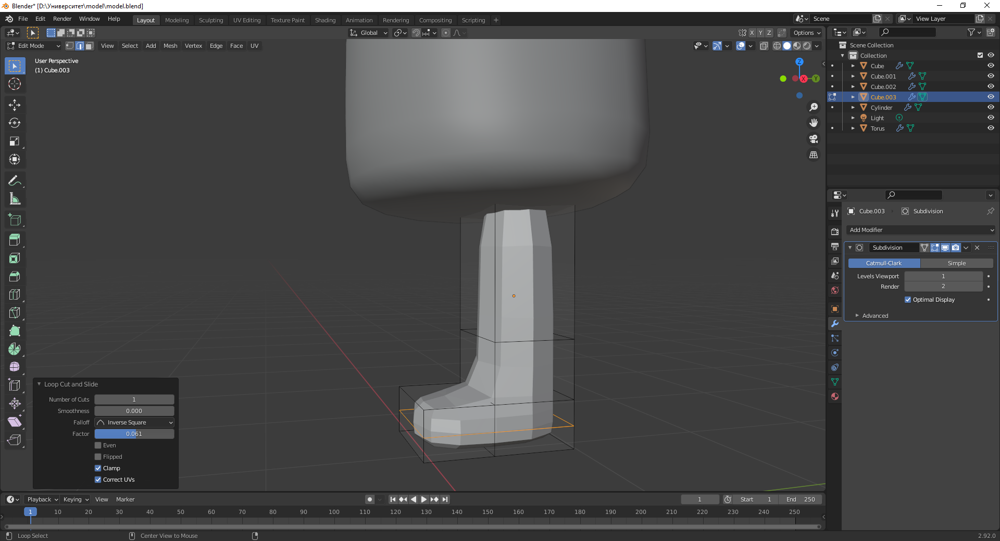 Blender* [D:\Университет\model\model.blend]
File Edit Render Window Help Layout Modeling Sculpting UV Editing Texture Paint Shading Animation Rendering Compositing Scripting + Scene View Layer
Global X Y Z Options
Edit Mode View Select Add Mesh Vertex Edge Face UV
User Perspective
(1) Cube.003
Z
X
Y
Scene Collection
Collection
Cube
Cube.001
Cube.002
Cube.003
Cylinder
Light
Torus
Cube.003 Subdivision
Add Modifier
Subdivision
Catmull-Clark Simple
Levels Viewport 1
Render 2
Optimal Display
Advanced
Loop Cut and Slide
Number of Cuts 1
Smoothness 0.000
Falloff Inverse Square
Factor 0.061
Even
Flipped
Clamp
Correct UVs
Playback Keying View Marker 1 Start 1 End 250
1 10 20 30 40 50 60 70 80 90 100 110 120 130 140 150 160 170 180 190 200 210 220 230 240 250
Loop Select Center View to Mouse 2.92.0